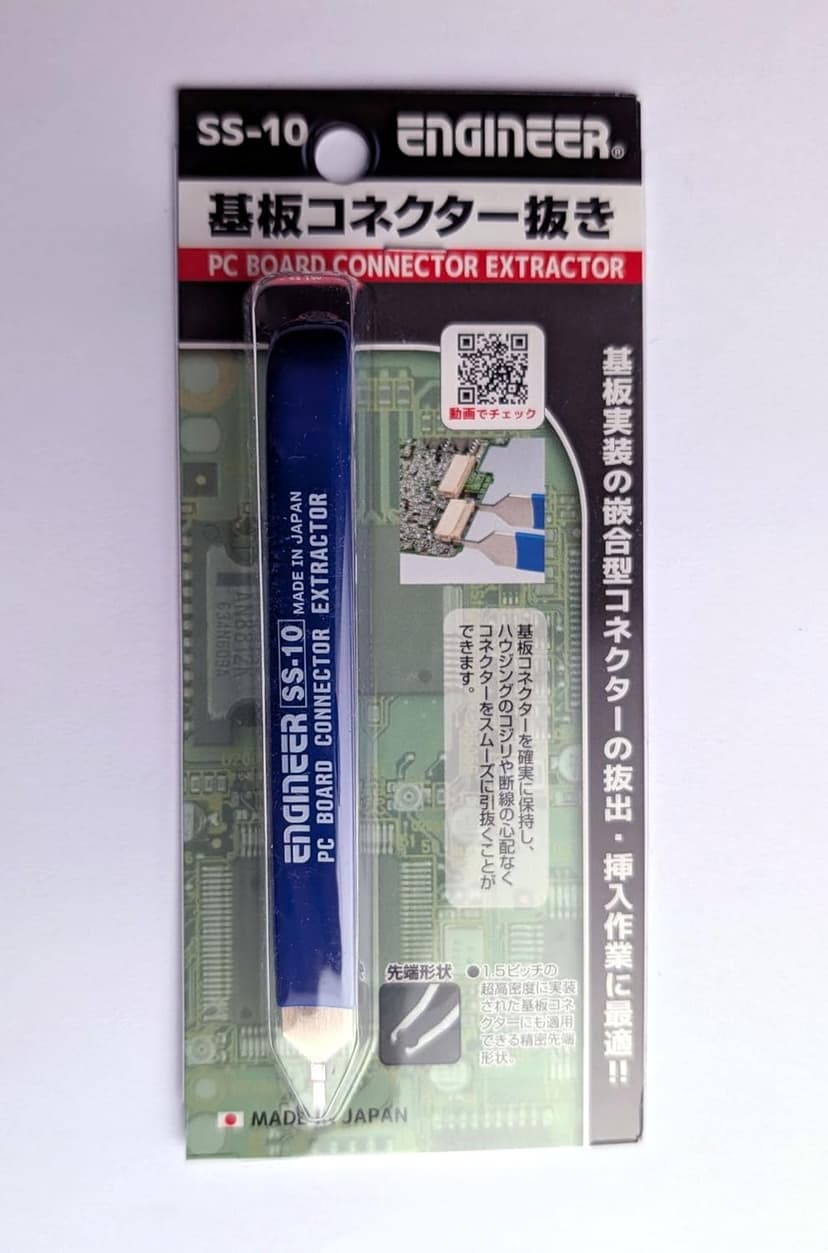 SS-10
ENGINEER®
基板コネクター抜き
PC BOARD CONNECTOR EXTRACTOR
動画でチェック
基板実装の嵌合型コネクターの抜出・挿入作業に最適!!
基板コネクターを確実に保持し、
ハウジングのコジリや断線の心配なく
コネクターをスムーズに引抜くことが
できます。
ENGINEER SS-10 MADE IN JAPAN
PC BOARD CONNECTOR EXTRACTOR
先端形状
●1.5ピッチの
超高密度に実装
された基板コネ
クターにも適用
できる精密先端
形状。
MADE IN JAPAN